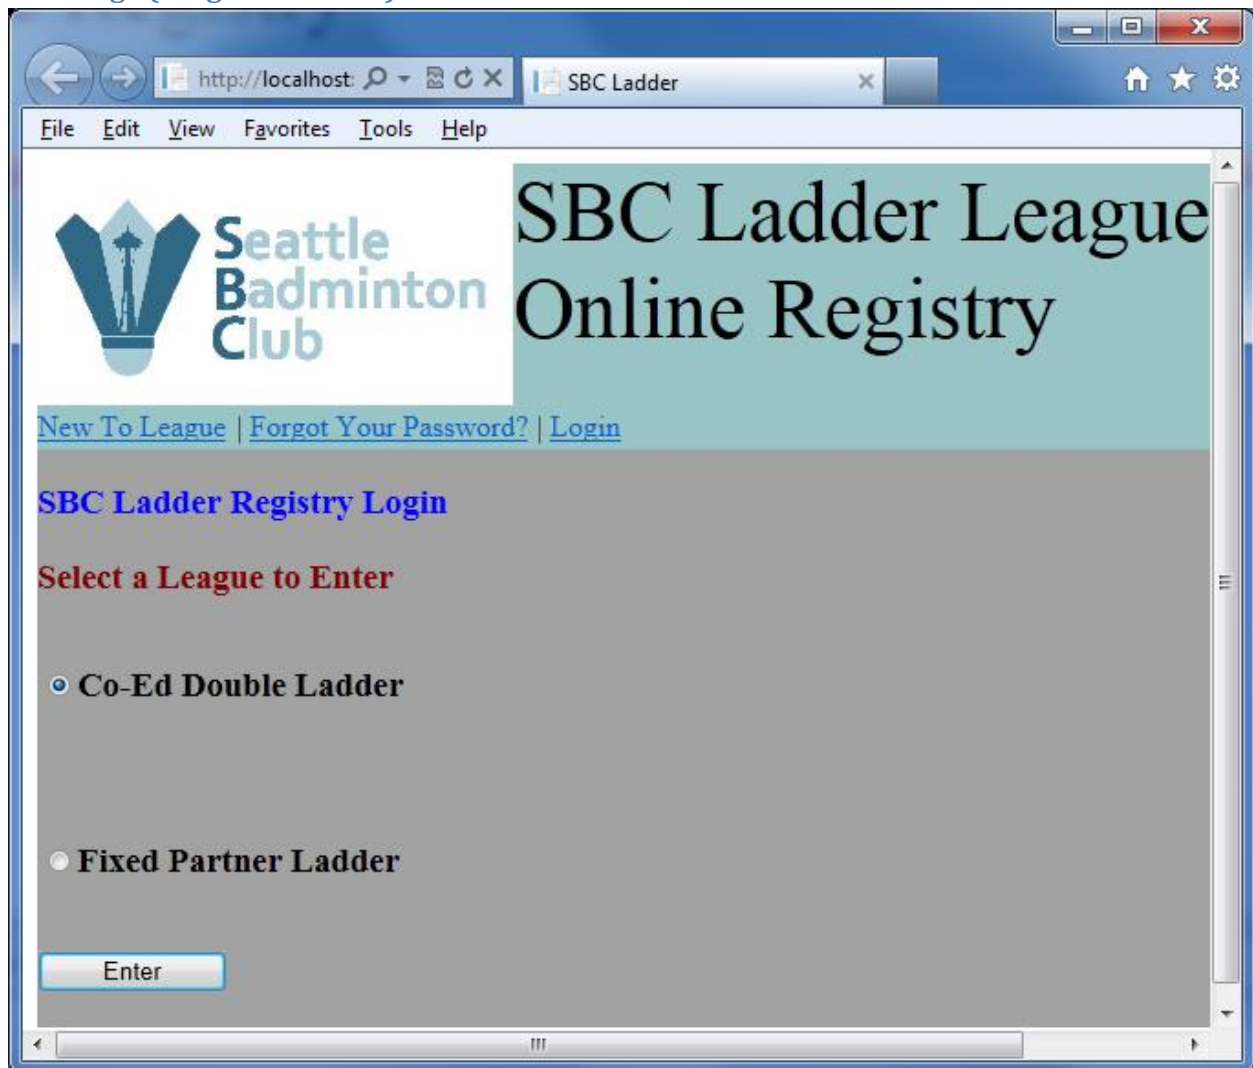 http://localhost:
SBC Ladder
File Edit View Favorites Tools Help
Seattle
Badminton
Club
SBC Ladder League
Online Registry
New To League | Forgot Your Password? | Login
SBC Ladder Registry Login
Select a League to Enter
Co-Ed Double Ladder
Fixed Partner Ladder
Enter